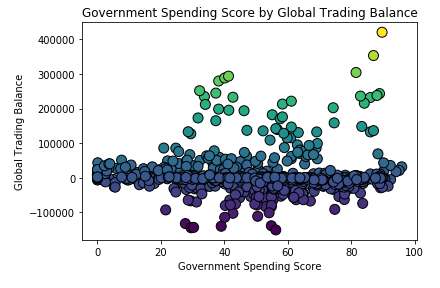 Government Spending Score by Global Trading Balance
400000
300000
200000
100000
0
−100000
Global Trading Balance
0 20 40 60 80 100
Government Spending Score